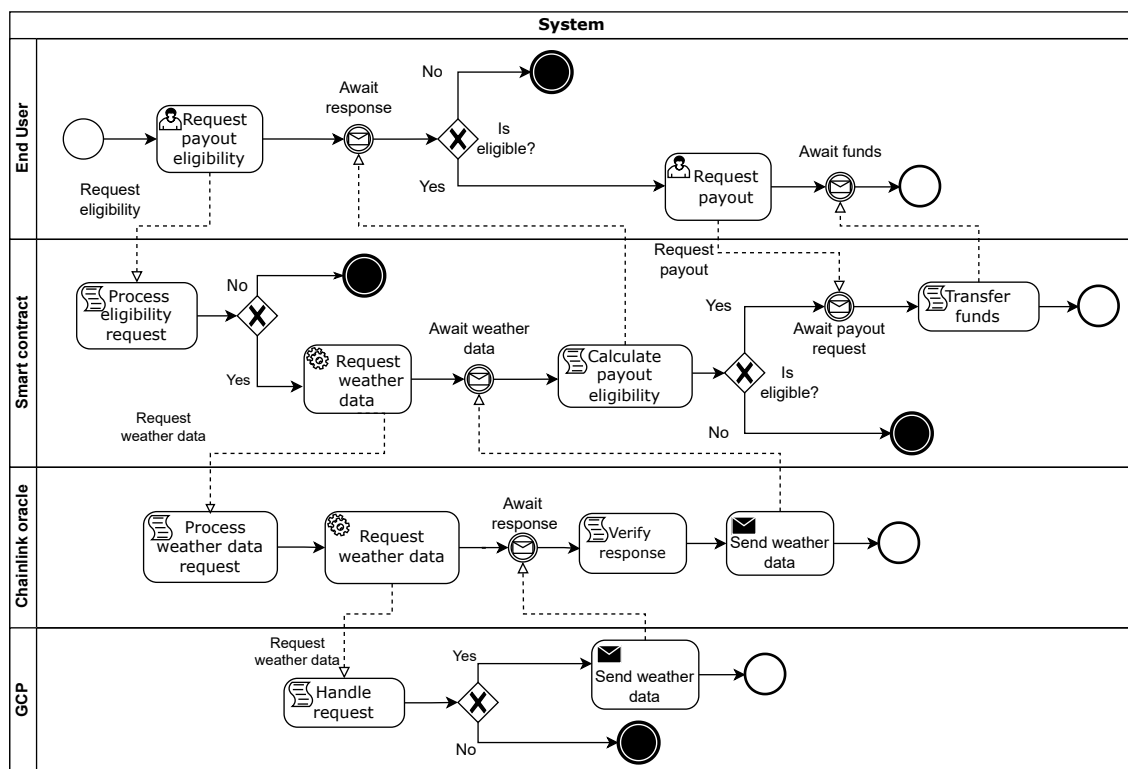 System
End User
Request
payout
eligibility
Await
response
No
Is
eligible?
Yes
Request
payout
Await funds
Request
eligibility
Request
payout
Smart contract
Process
eligibility
request
No
Yes
Request
weather
data
Await weather
data
Calculate
payout
eligibility
Yes
Is
eligible?
No
Await payout
request
Transfer
funds
Request
weather data
Chainlink oracle
Process
weather data
request
Request
weather data
Await
response
Verify
response
Send weather
data
Request
weather data
GCP
Handle
request
Yes
No
Send weather
data